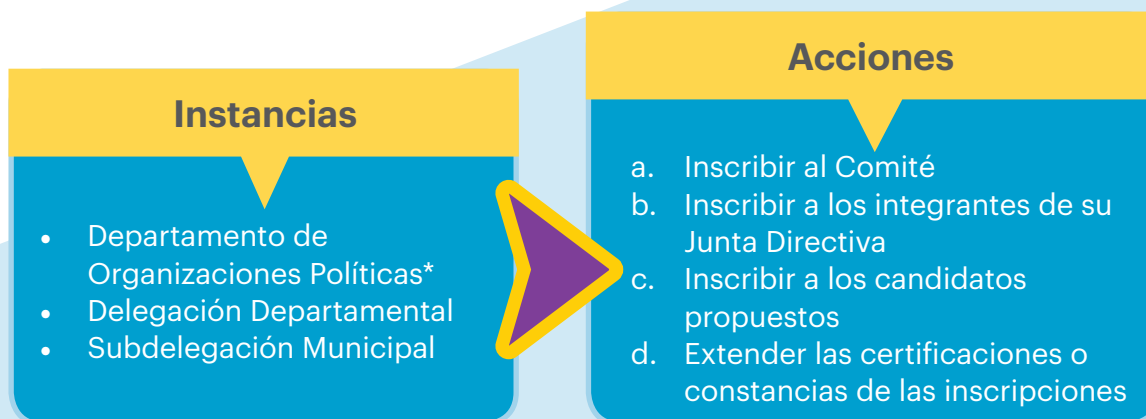 Instancias
• Departamento de
Organizaciones Políticas*
• Delegación Departamental
• Subdelegación Municipal
Acciones
a. Inscribir al Comité
b. Inscribir a los integrantes de su
Junta Directiva
c. Inscribir a los candidatos
propuestos
d. Extender las certificaciones o
constancias de las inscripciones